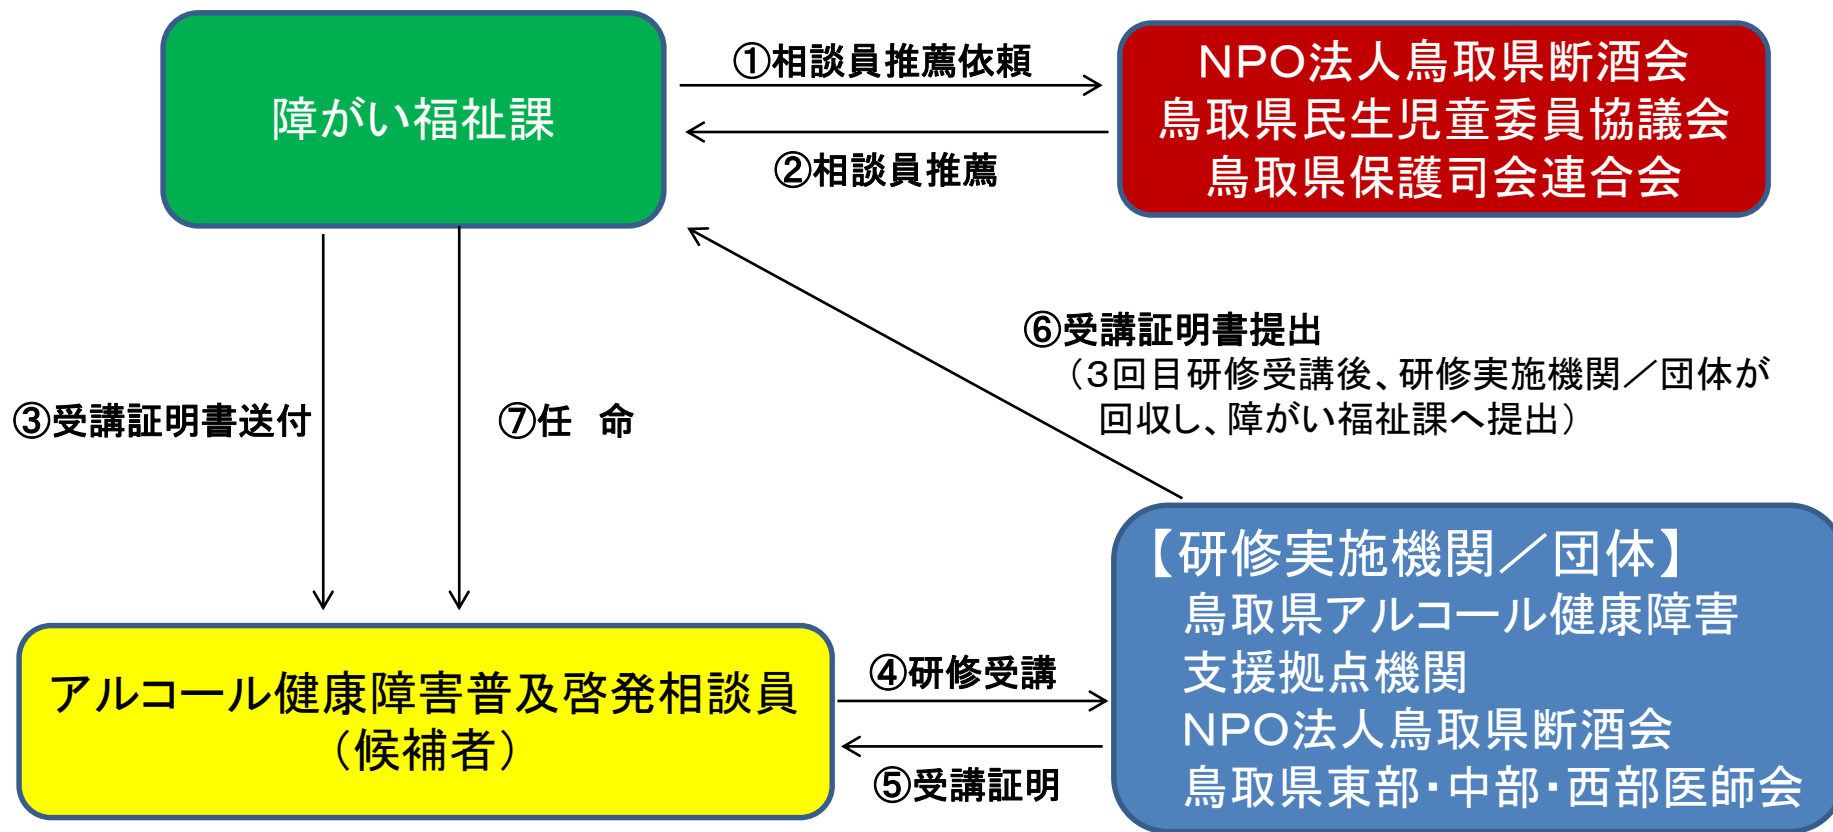 障がい福祉課
①相談員推薦依頼
②相談員推薦
NPO法人鳥取県断酒会
鳥取県民生児童委員協議会
鳥取県保護司会連合会
③受講証明書送付
⑦任　命
⑥受講証明書提出
（3回目研修受講後、研修実施機関／団体が
回収し、障がい福祉課へ提出）
アルコール健康障害普及啓発相談員
（候補者）
④研修受講
⑤受講証明
【研修実施機関／団体】
鳥取県アルコール健康障害
支援拠点機関
NPO法人鳥取県断酒会
鳥取県東部・中部・西部医師会